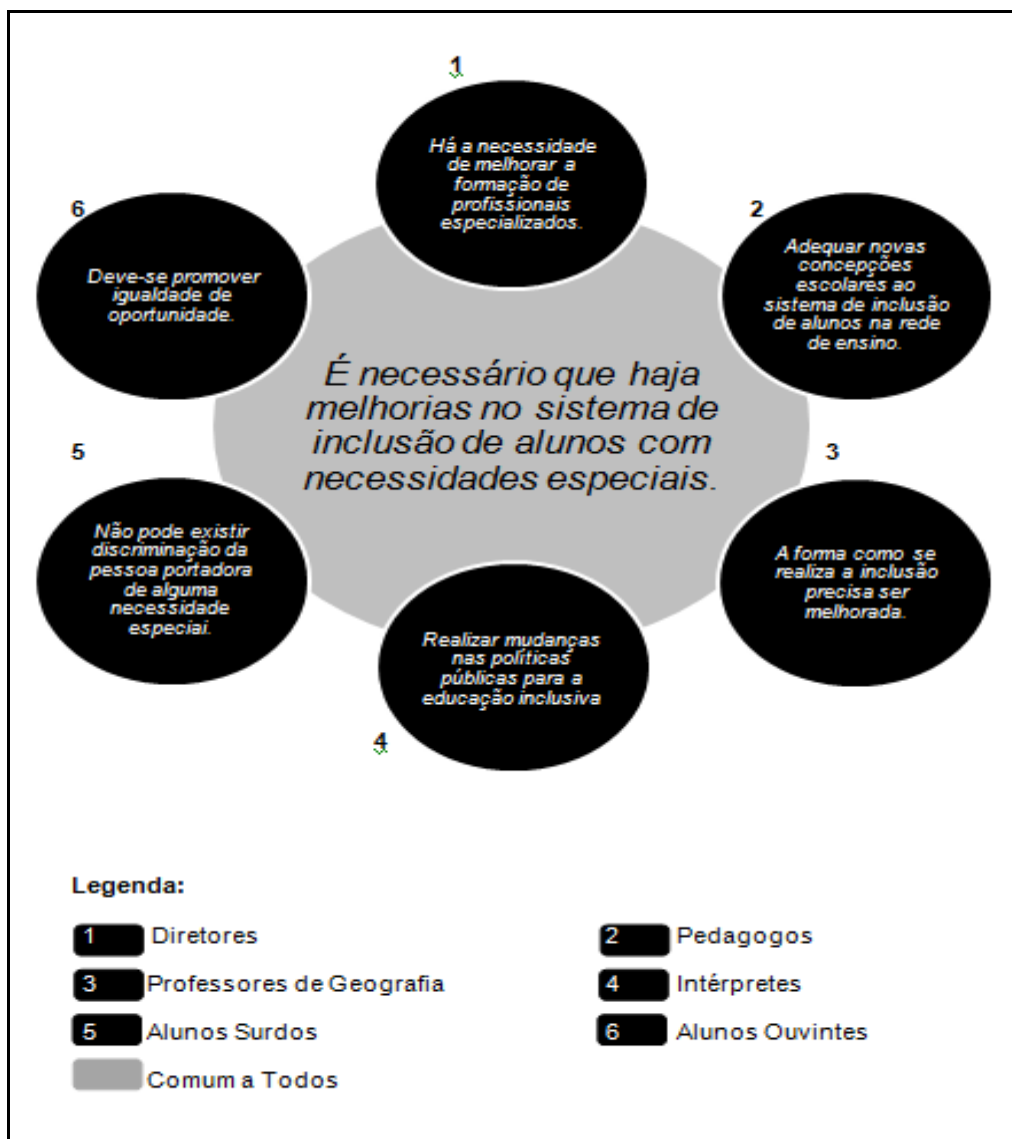 1
Há a necessidade
de melhorar a
formação de
profissionais
especializados.
6
Deve-se promover
igualdade de
oportunidade.
2
Adequar novas
concepções
escolares ao
sistema de inclusão
de alunos na rede
de ensino.
É necessário que haja
melhorias no sistema de
inclusão de alunos com
necessidades especiais.
5
Não pode existir
discriminação da
pessoa portadora
de alguma
necessidade
especiai.
3
A forma como se
realiza a inclusão
precisa ser
melhorada.
4
Realizar mudanças
nas políticas
públicas para a
educação inclusiva
Legenda:
1 Diretores
2 Pedagogos
3 Professores de Geografia
4 Intérpretes
5 Alunos Surdos
6 Alunos Ouvintes
Comum a Todos